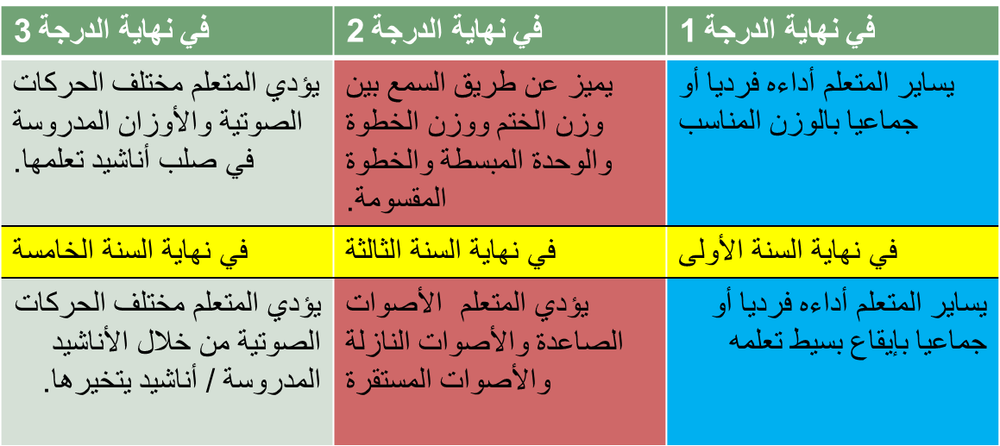 في نهاية الدرجة 1
في نهاية الدرجة 2
في نهاية الدرجة 3
يساير المتعلم أداءه فرديا أو
جماعيا بالوزن المناسب
يميز عن طريق السمع بين
وزن الختم ووزن الخطوة
والوحدة المبسطة والخطوة
المقسومة.
يؤدي المتعلم مختلف الحركات
الصوتية والأوزان المدروسة
في صلب أناشيد تعلمها.
في نهاية السنة الأولى
في نهاية السنة الثالثة
في نهاية السنة الخامسة
يساير المتعلم أداءه فرديا أو
جماعيا بإيقاع بسيط تعلمه
يؤدي المتعلم الأصوات
الصاعدة والأصوات النازلة
والأصوات المستقرة
يؤدي المتعلم مختلف الحركات
الصوتية من خلال الأناشيد
المدروسة / أناشيد يتخيرها.